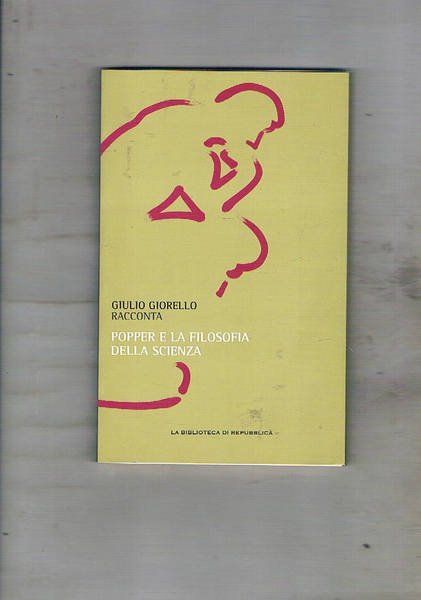 GIULIO GIORELLO
RACCONTA
POPPER E LA FILOSOFIA
DELLA SCIENZA
LA BIBLIOTECA DI REPUBBLICA